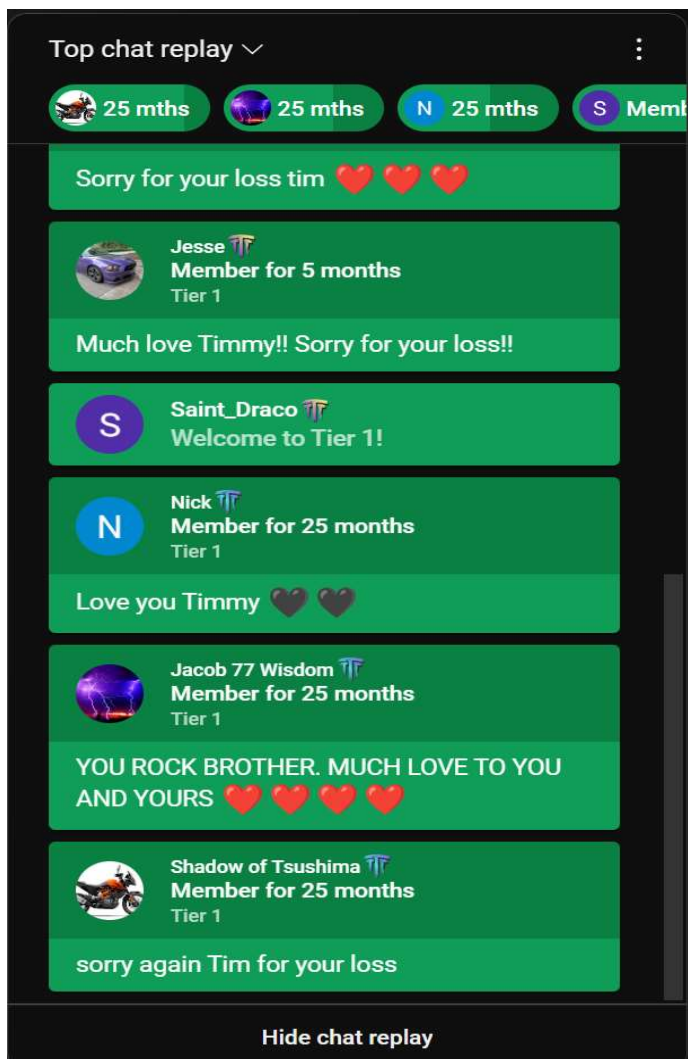 Top chat replay
25 mths 25 mths N 25 mths S Memb
Sorry for your loss tim ❤️ ❤️ ❤️
Jesse
Member for 5 months
Tier 1
Much love Timmy!! Sorry for your loss!!
S
Saint_Draco
Welcome to Tier 1!
N
Nick
Member for 25 months
Tier 1
Love you Timmy 🖤 🖤
Jacob 77 Wisdom
Member for 25 months
Tier 1
YOU ROCK BROTHER. MUCH LOVE TO YOU
AND YOURS ❤️ ❤️ ❤️ ❤️
Shadow of Tsushima
Member for 25 months
Tier 1
sorry again Tim for your loss
Hide chat replay